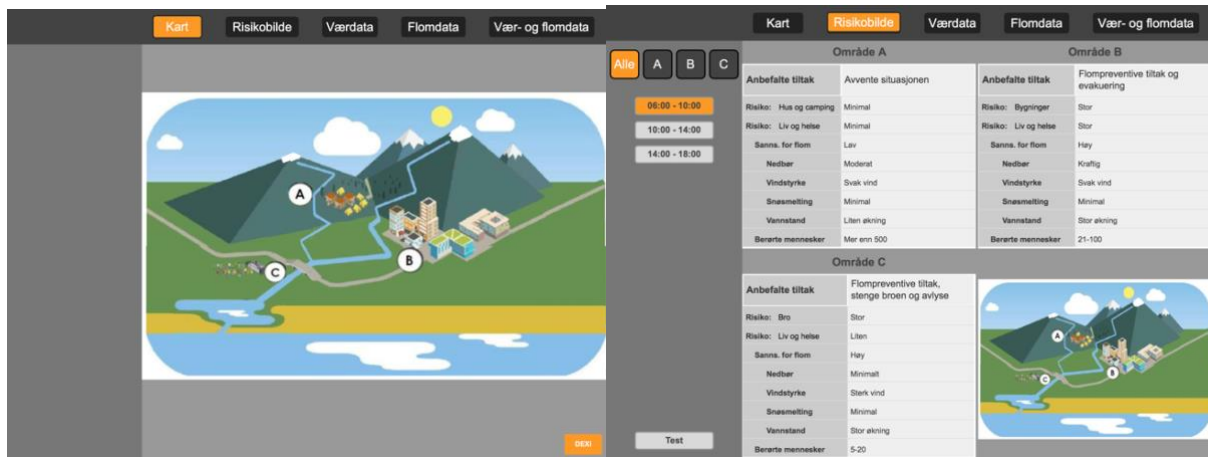 Kart Risikobilde Værdata Flomdata Vær- og flomdata
A
B
C
DEXI
Kart Risikobilde Værdata Flomdata Vær- og flomdata
Alle A B C
06:00 - 10:00
10:00 - 14:00
14:00 - 18:00
Test
Område A
Anbefalte tiltak Avvente situasjonen
Risiko: Hus og camping Minimal
Risiko: Liv og helse Minimal
Sanns. for flom Lav
Nedbør Moderat
Vindstyrke Svak vind
Snøsmelting Minimal
Vannstand Liten økning
Berørte mennesker Mer enn 500
Område B
Anbefalte tiltak Flompreventive tiltak og
evakuering
Risiko: Bygninger Stor
Risiko: Liv og helse Stor
Sanns. for flom Høy
Nedbør Kraftig
Vindstyrke Svak vind
Snøsmelting Minimal
Vannstand Stor økning
Berørte mennesker 21-100
Område C
Anbefalte tiltak Flompreventive tiltak,
stenge broen og avlyse
Risiko: Bro Stor
Risiko: Liv og helse Liten
Sanns. for flom Høy
Nedbør Minimalt
Vindstyrke Sterk vind
Snøsmelting Minimal
Vannstand Stor økning
Berørte mennesker 5-20
A
B
C